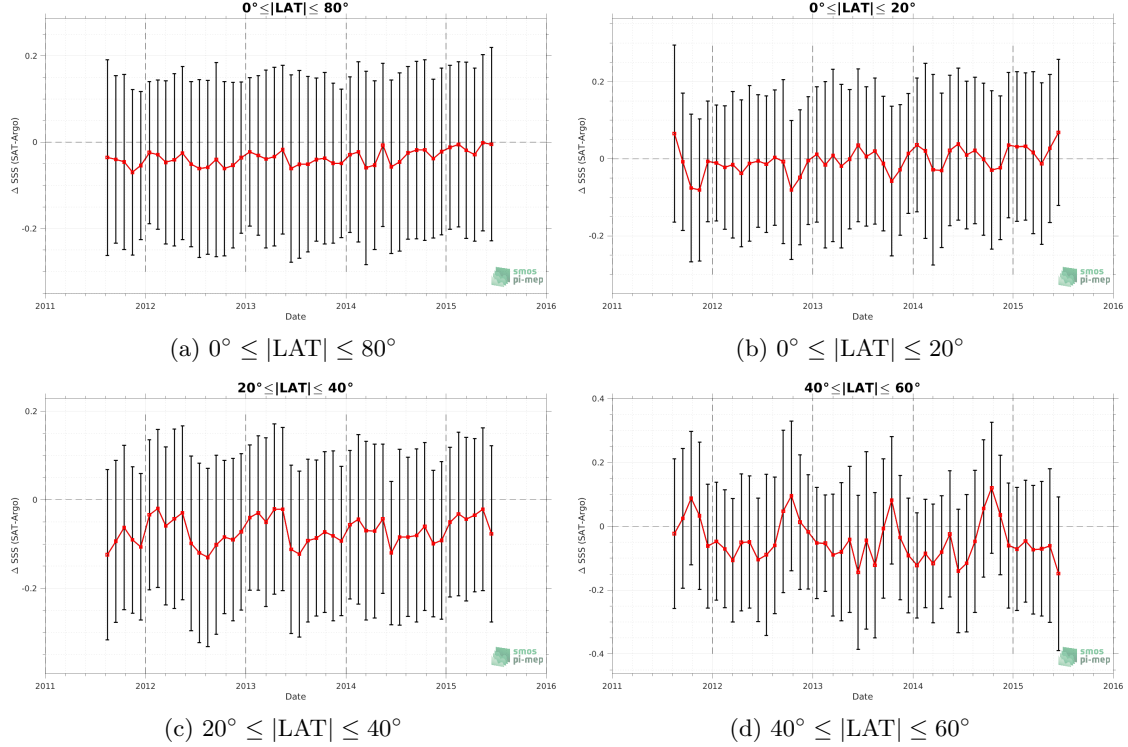 0°≤|LAT|≤ 80°
0.2
0
-0.2
Δ SSS (SAT-Argo)
2011 2012 2013 2014 2015 2016
Date
smos
pi-mep
(a) 0° ≤ |LAT| ≤ 80°
0°≤|LAT|≤ 20°
0.2
0
-0.2
Δ SSS (SAT-Argo)
2011 2012 2013 2014 2015 2016
Date
smos
pi-mep
(b) 0° ≤ |LAT| ≤ 20°
20°≤|LAT|≤ 40°
0.2
0
-0.2
Δ SSS (SAT-Argo)
2011 2012 2013 2014 2015 2016
Date
smos
pi-mep
(c) 20° ≤ |LAT| ≤ 40°
40°≤|LAT|≤ 60°
0.4
0.2
0
-0.2
-0.4
Δ SSS (SAT-Argo)
2011 2012 2013 2014 2015 2016
Date
smos
pi-mep
(d) 40° ≤ |LAT| ≤ 60°